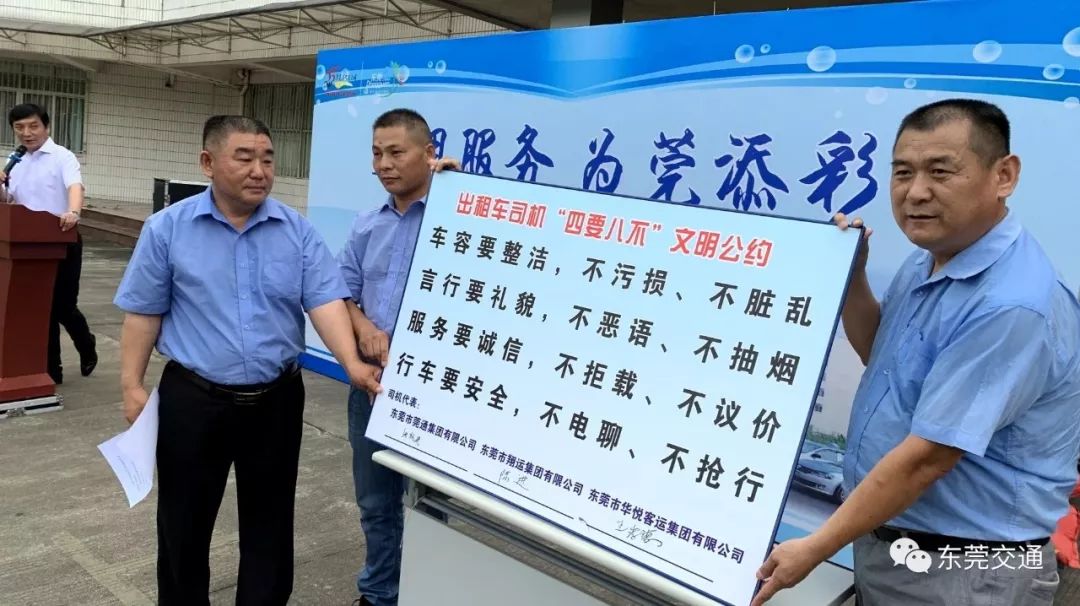 服务 为莞添彩
出租车司机“四要八不”文明公约
车容要整洁，不污损、不脏乱
言行要礼貌，不恶语、不抽烟
服务要诚信，不拒载、不议价
行车要安全，不电聊、不抢行
司机代表：
东莞市莞通集团有限公司 东莞市翔运集团有限公司 东莞市华悦客运集团有限公司
陈进
东莞交通